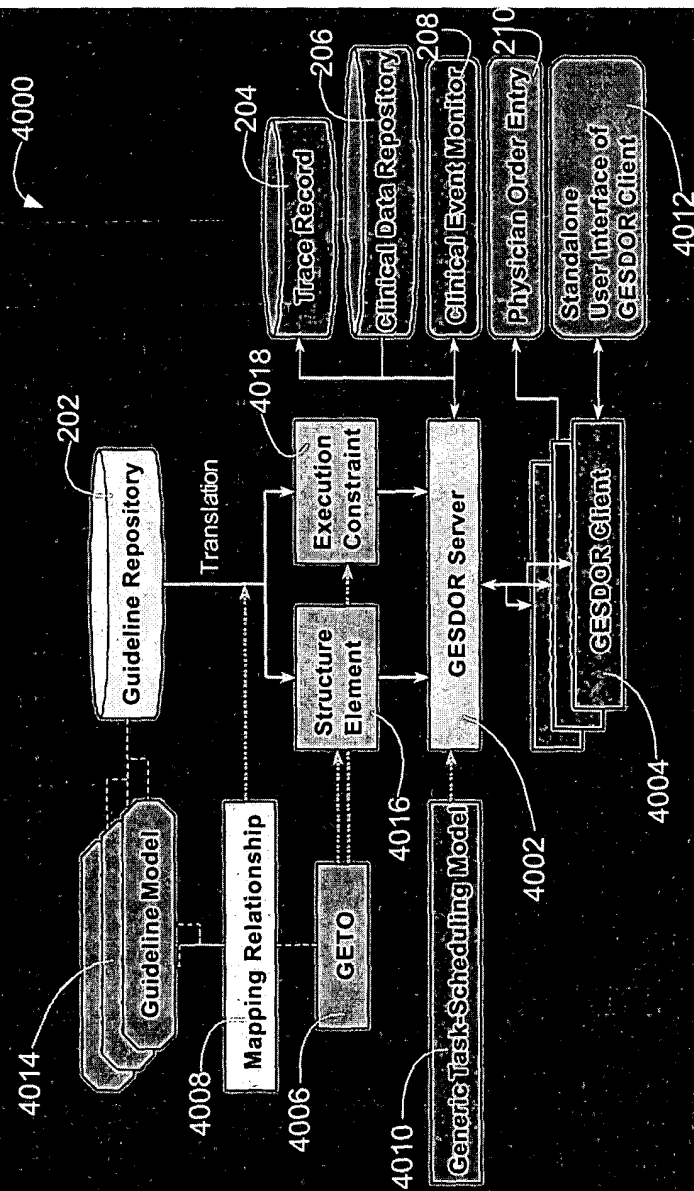 4000
4014
Guideline Model
202
Guideline Repository
Translation
4008
Mapping Relationship
4006
GETO
4016
Structure
Element
4018
Execution
Constraint
204
Trace Record
206
Clinical Data Repository
208
Clinical Event Monitor
210
Physician Order Entry
Standalone
User Interface of
GESDOR Client
4012
4010
Generic Task-Scheduling Model
4002
GESDOR Server
4004
GESDOR Client